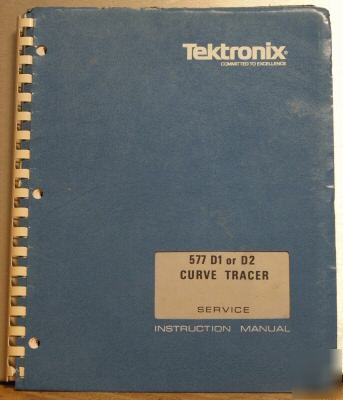 Tektronix®
COMMITTED TO EXCELLENCE
577 D1 or D2
CURVE TRACER
SERVICE
INSTRUCTION MANUAL